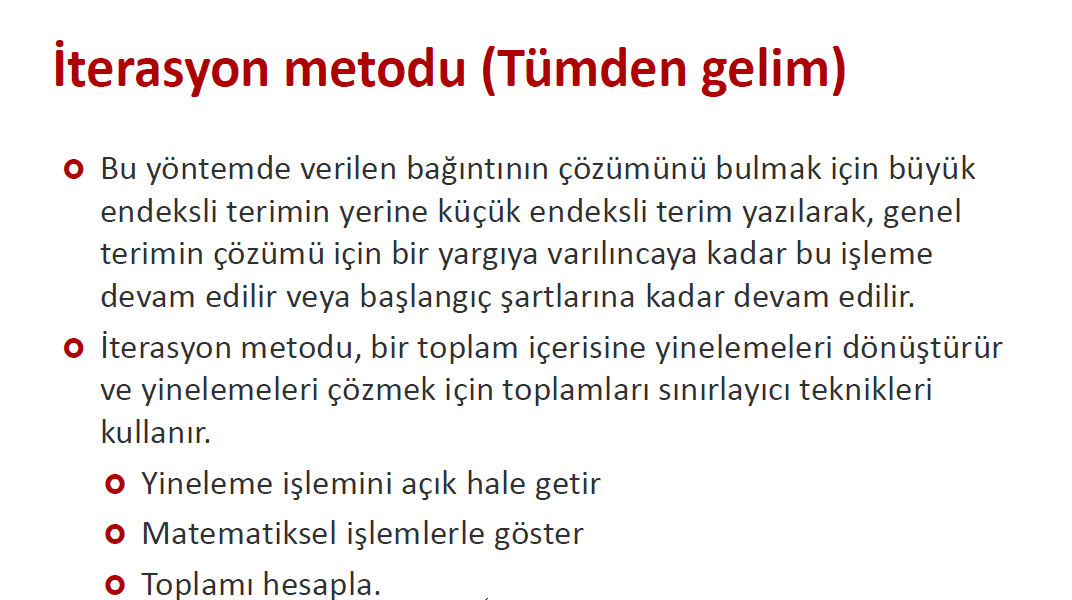 İterasyon metodu (Tümden gelim)
Bu yöntemde verilen bağıntının çözümünü bulmak için büyük
endeksli terimin yerine küçük endeksli terim yazılarak, genel
terimin çözümü için bir yargıya varılıncaya kadar bu işleme
devam edilir veya başlangıç şartlarına kadar devam edilir.
İterasyon metodu, bir toplam içerisine yinelemeleri dönüştürür
ve yinelemeleri çözmek için toplamları sınırlayıcı teknikleri
kullanır.
Yineleme işlemini açık hale getir
Matematiksel işlemlerle göster
Toplamı hesapla.